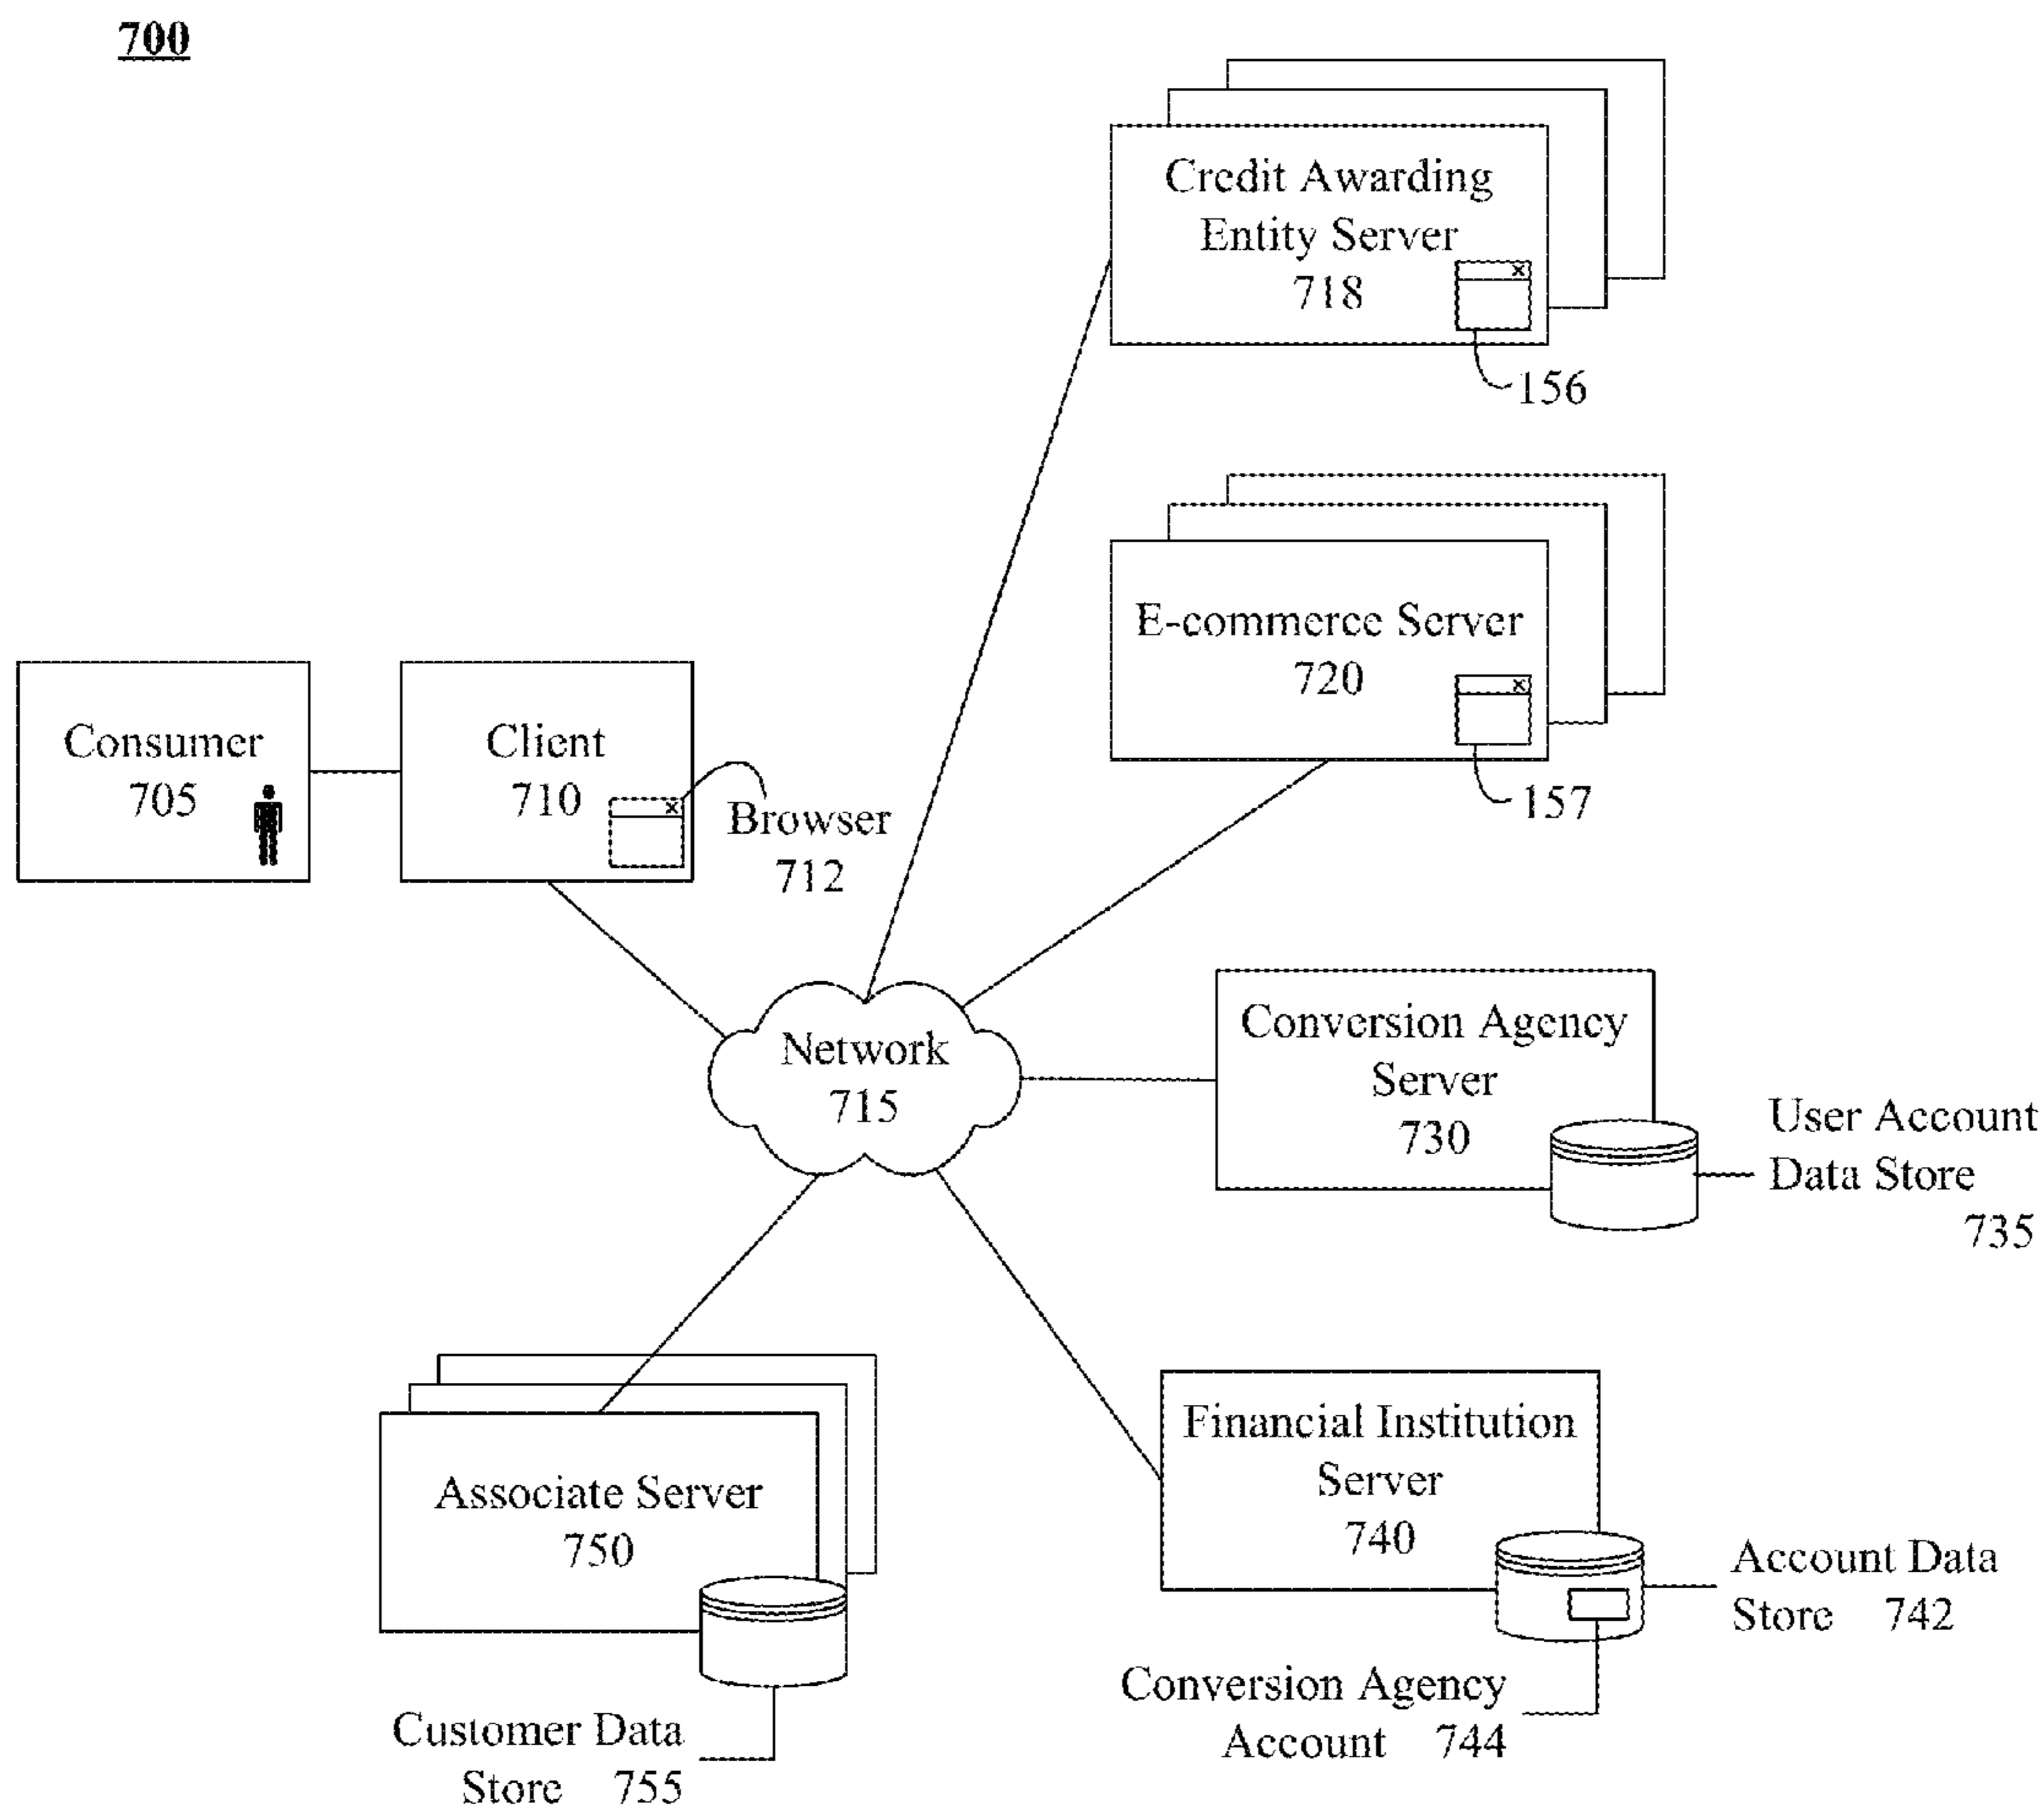 700
Credit Awarding
Entity Server
718
156
E-commerce Server
720
157
Consumer
705
Client
710
Browser
712
Network
715
Conversion Agency
Server
730
User Account
Data Store
735
Associate Server
750
Customer Data
Store 755
Financial Institution
Server
740
Account Data
Store 742
Conversion Agency
Account 744